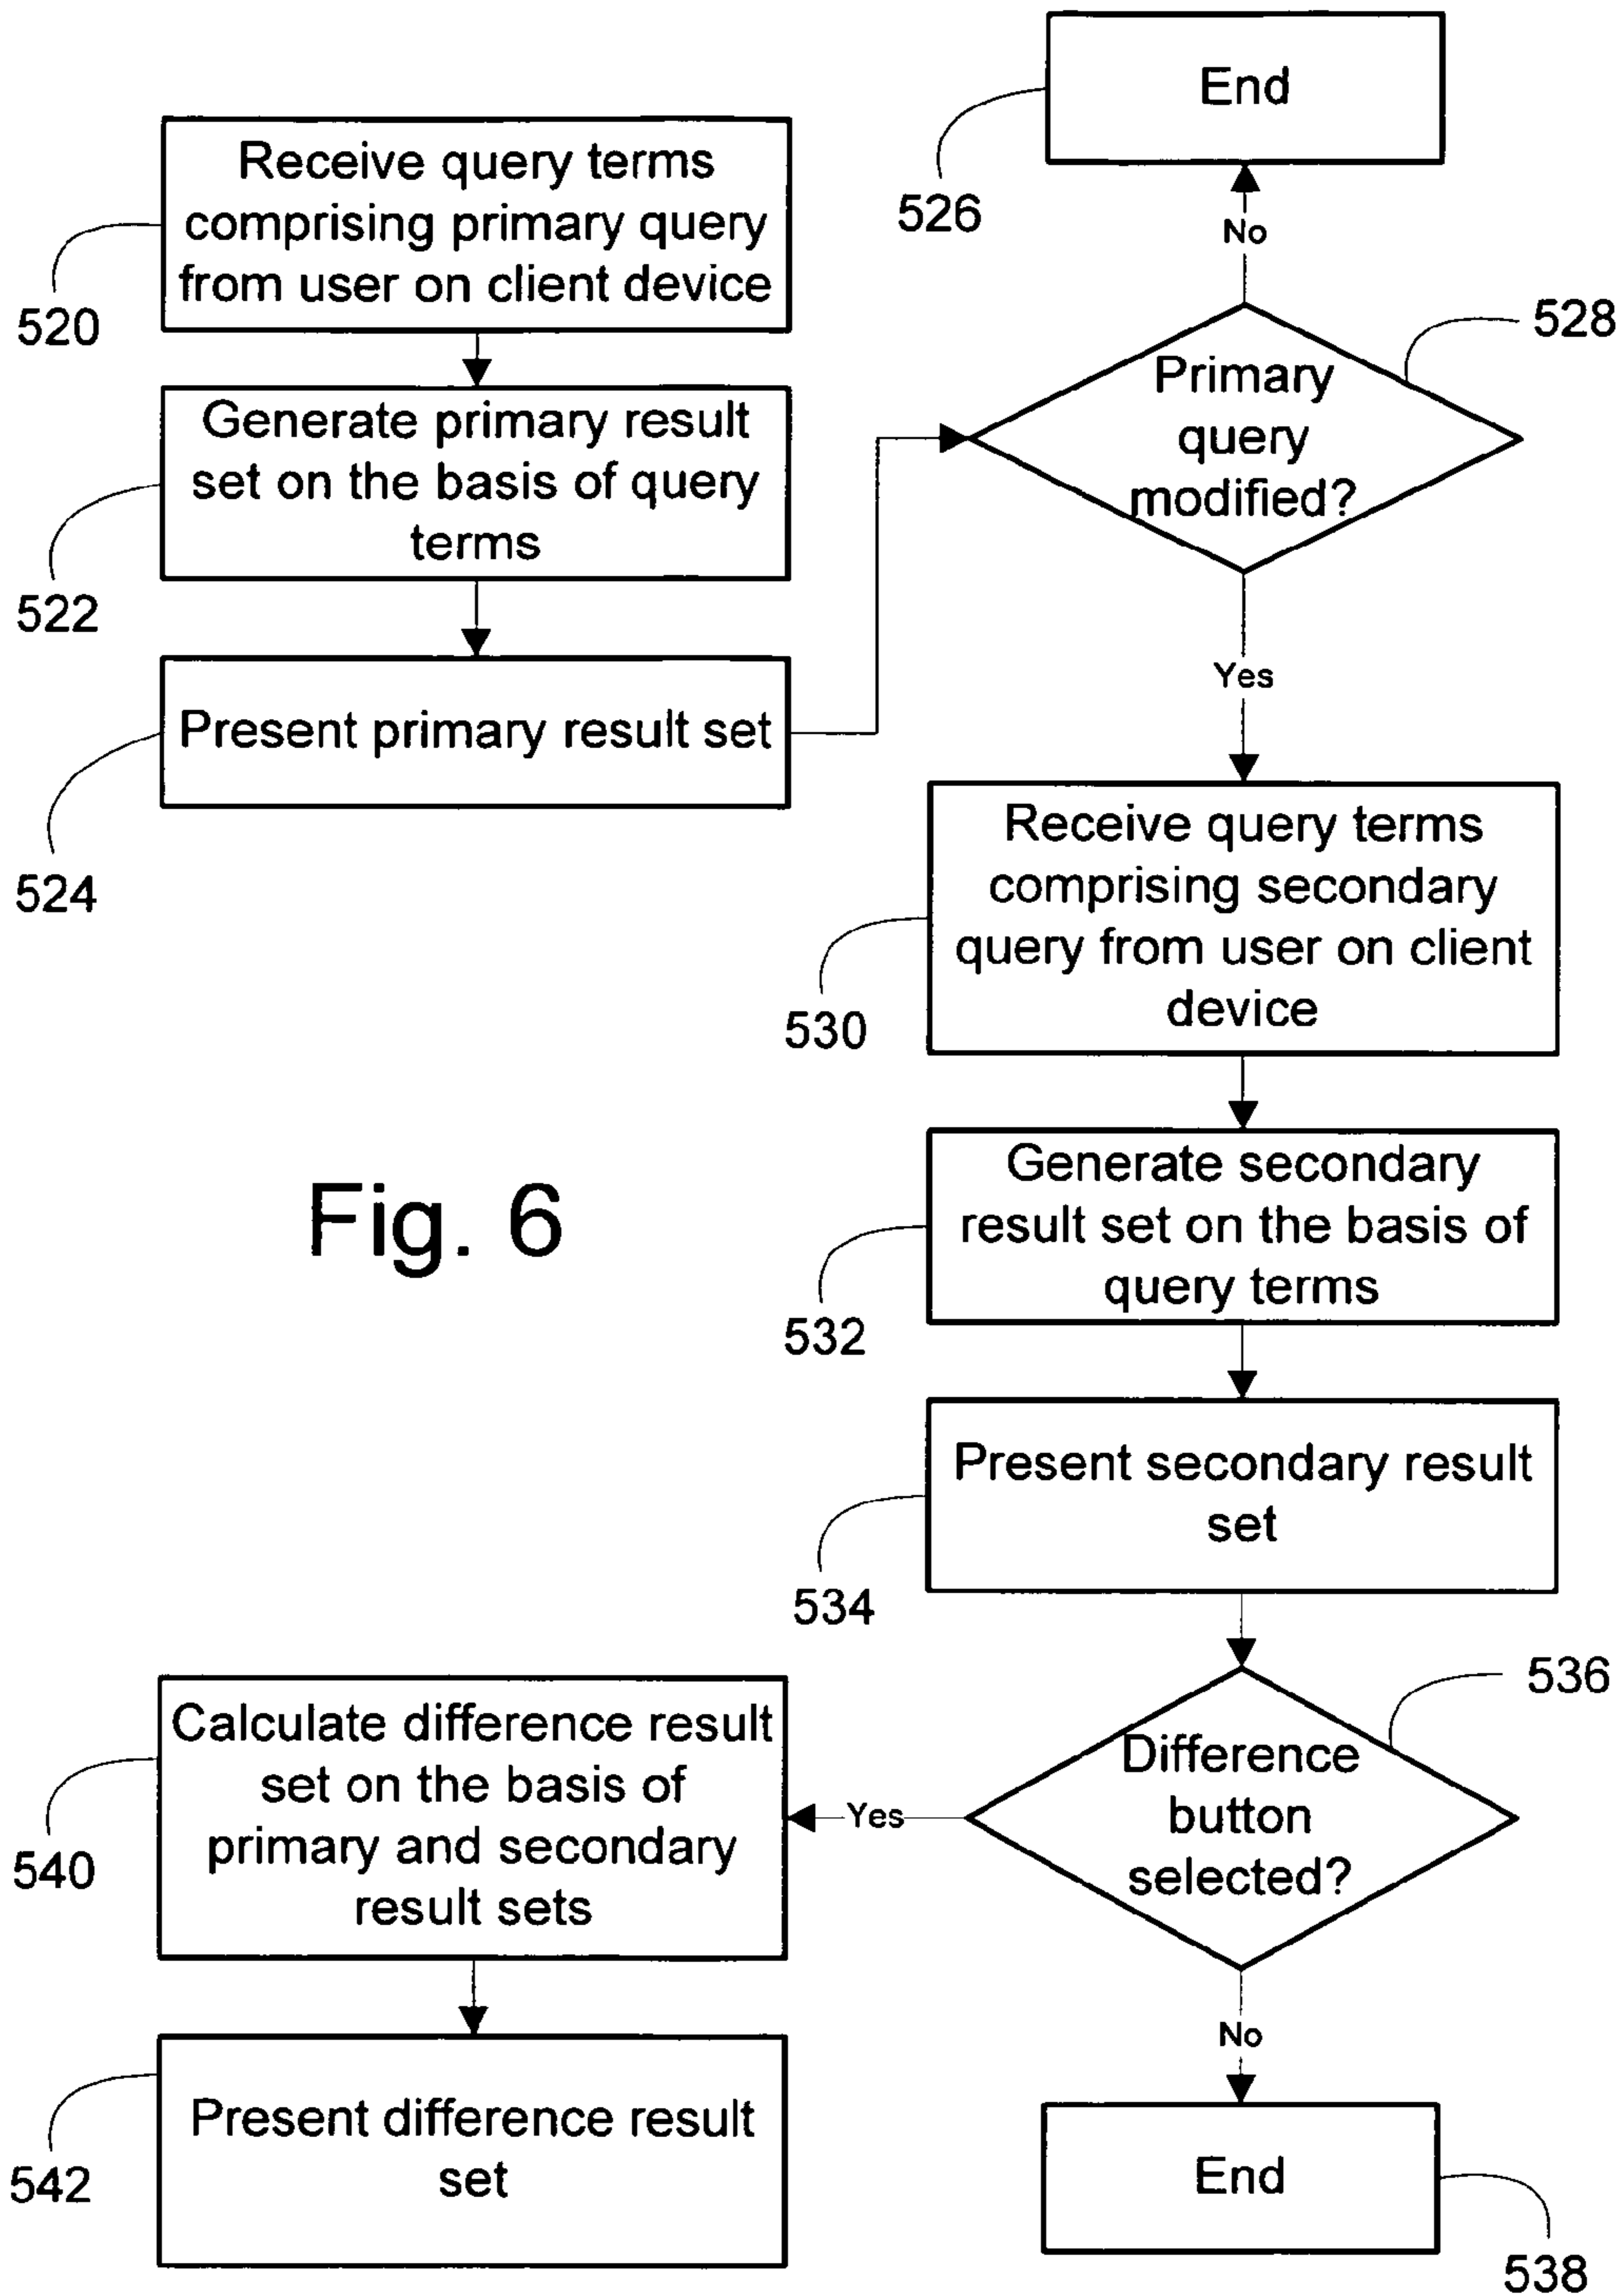 Receive query terms
comprising primary query
from user on client device
520
Generate primary result
set on the basis of query
terms
522
Present primary result set
524
End
526
No
Primary
query
modified?
528
Yes
Receive query terms
comprising secondary
query from user on client
device
530
Generate secondary
result set on the basis of
query terms
532
Present secondary result
set
534
Difference
button
selected?
536
Yes
No
Calculate difference result
set on the basis of
primary and secondary
result sets
540
Present difference result
set
542
End
538
Fig. 6